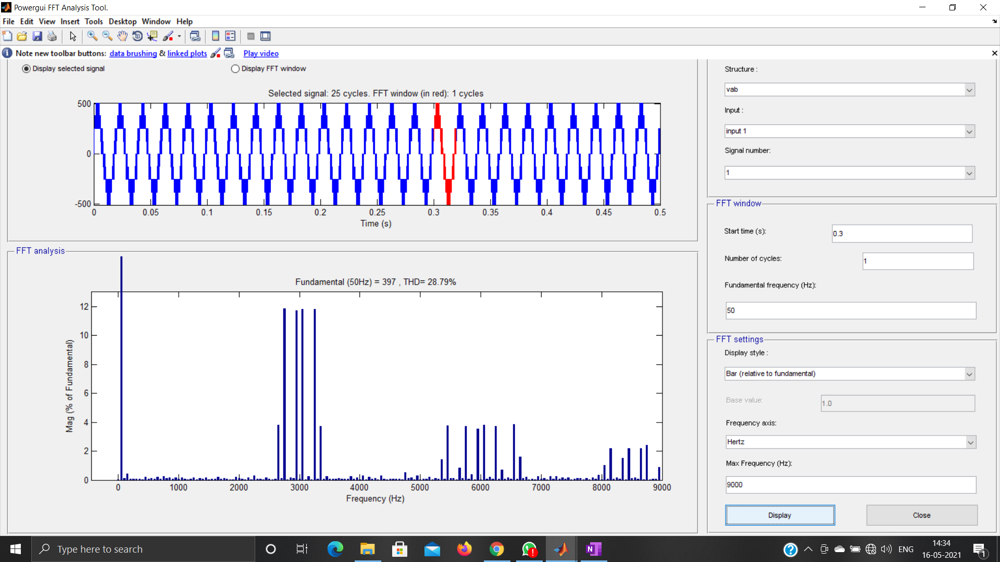 Powergui FFT Analysis Tool.
File Edit View Insert Tools Desktop Window Help
Note new toolbar buttons: data brushing & linked plots Play video
Display selected signal Display FFT window
Selected signal: 25 cycles. FFT window (in red): 1 cycles
500
0
-500
0 0.05 0.1 0.15 0.2 0.25 0.3 0.35 0.4 0.45 0.5
Time (s)
FFT analysis
Fundamental (50Hz) = 397 , THD= 28.79%
Mag (% of Fundamental)
12
10
8
6
4
2
0
0 1000 2000 3000 4000 5000 6000 7000 8000 9000
Frequency (Hz)
Structure :
vab
Input :
input 1
Signal number:
1
FFT window
Start time (s): 0.3
Number of cycles: 1
Fundamental frequency (Hz):
50
FFT settings
Display style :
Bar (relative to fundamental)
Base value: 1.0
Frequency axis:
Hertz
Max Frequency (Hz):
9000
Display Close
Type here to search
N
ENG
14:34
16-05-2021
1